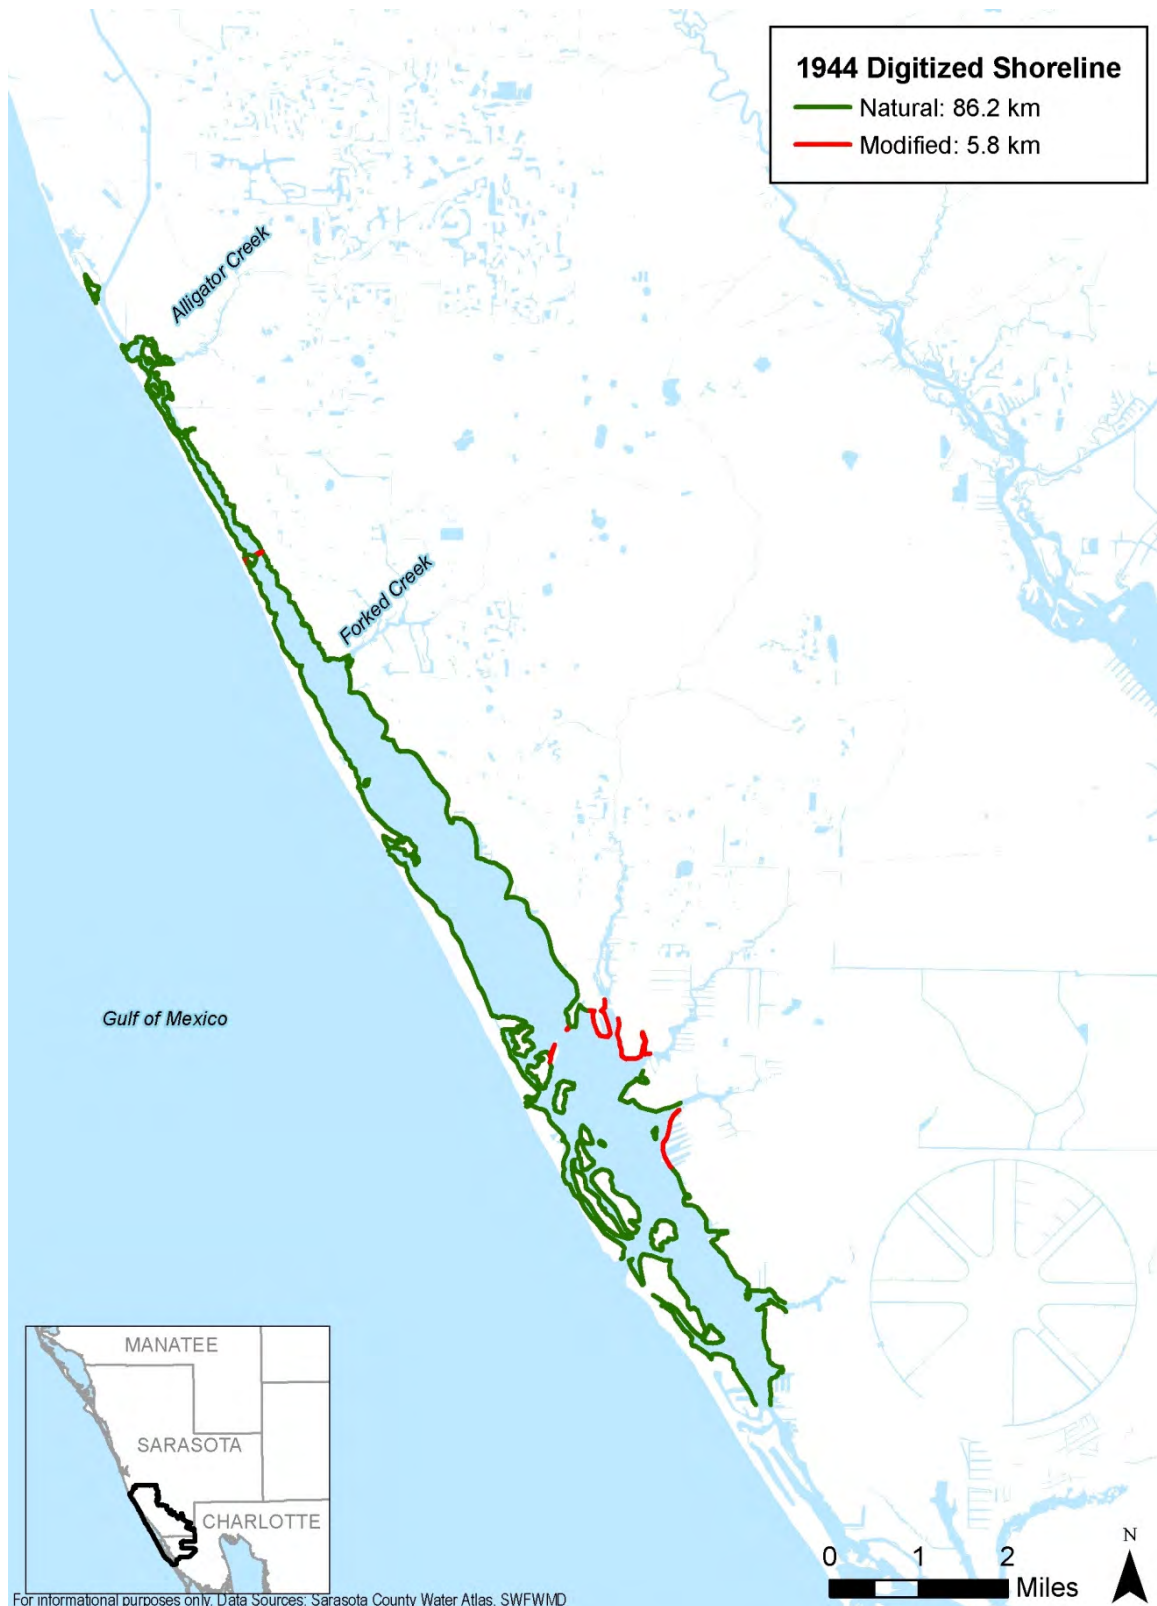 1944 Digitized Shoreline
Natural: 86.2 km
Modified: 5.8 km
Alligator Creek
Forked Creek
Gulf of Mexico
MANATEE
SARASOTA
CHARLOTTE
N
0 1 2
Miles
For informational purposes only. Data Sources: Sarasota County Water Atlas, SWFWMD